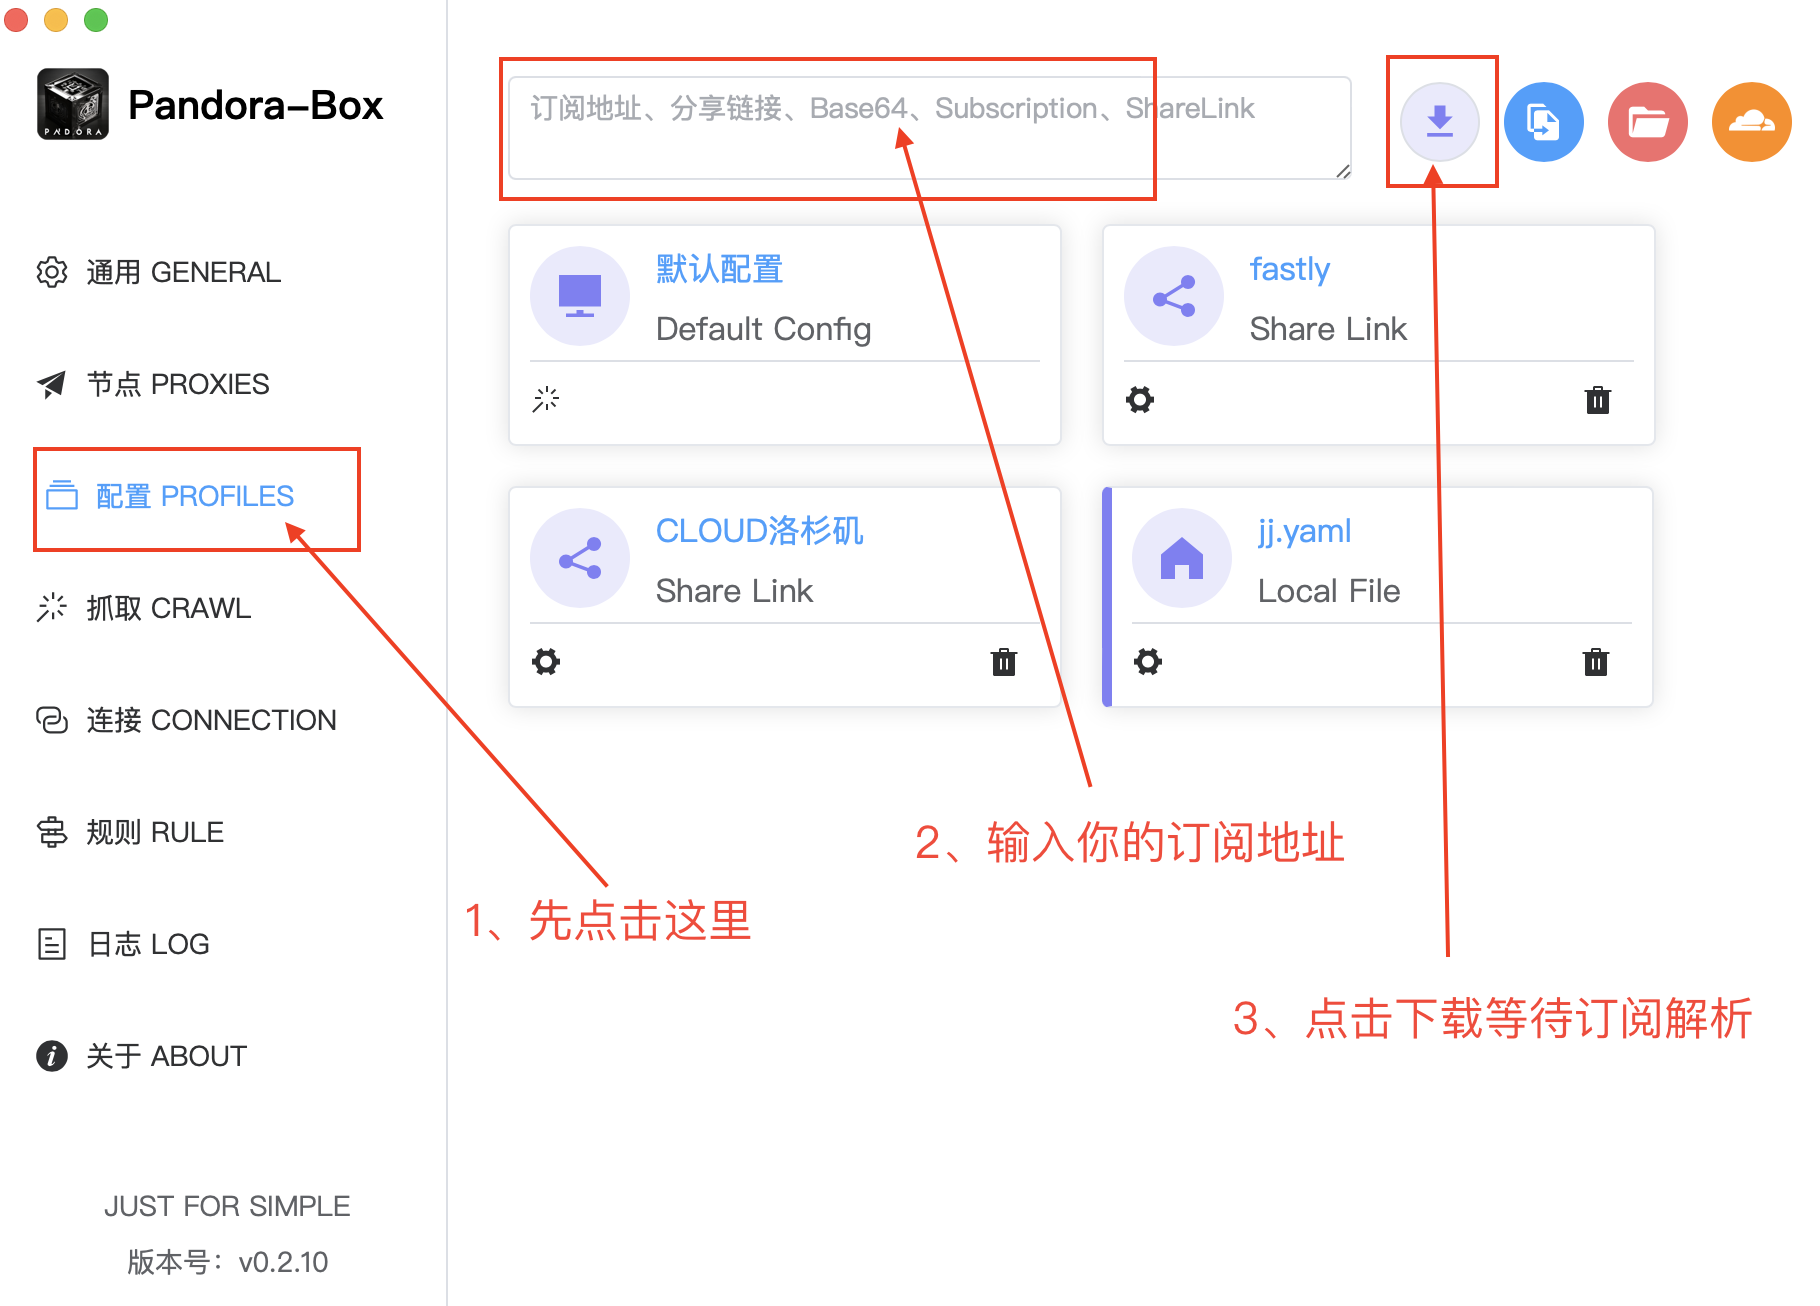 Pandora-Box
PANDORA
通用 GENERAL
节点 PROXIES
配置 PROFILES
抓取 CRAWL
连接 CONNECTION
规则 RULE
日志 LOG
关于 ABOUT
JUST FOR SIMPLE
版本号：v0.2.10
订阅地址、分享链接、Base64、Subscription、ShareLink
默认配置
Default Config
fastly
Share Link
CLOUD洛杉矶
Share Link
jj.yaml
Local File
2、输入你的订阅地址
1、先点击这里
3、点击下载等待订阅解析